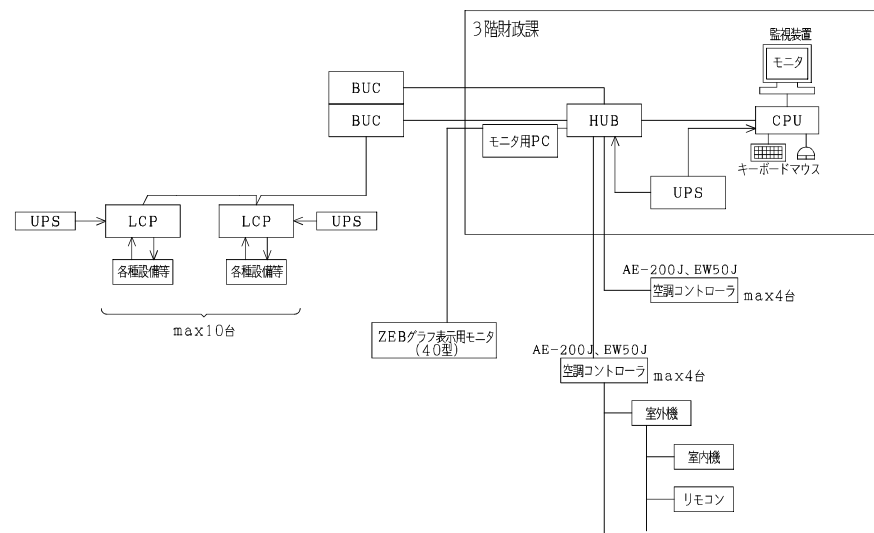 3階財政課
監視装置
モニタ
BUC
BUC
HUB
CPU
モニタ用PC
キーボード
マウス
UPS
UPS
LCP
LCP
UPS
各種設備等
各種設備等
max10台
AE-200J、EW50J
空調コントローラ
max4台
ZEBグラフ表示用モニタ
(40型)
AE-200J、EW50J
空調コントローラ
max4台
室外機
室内機
リモコン